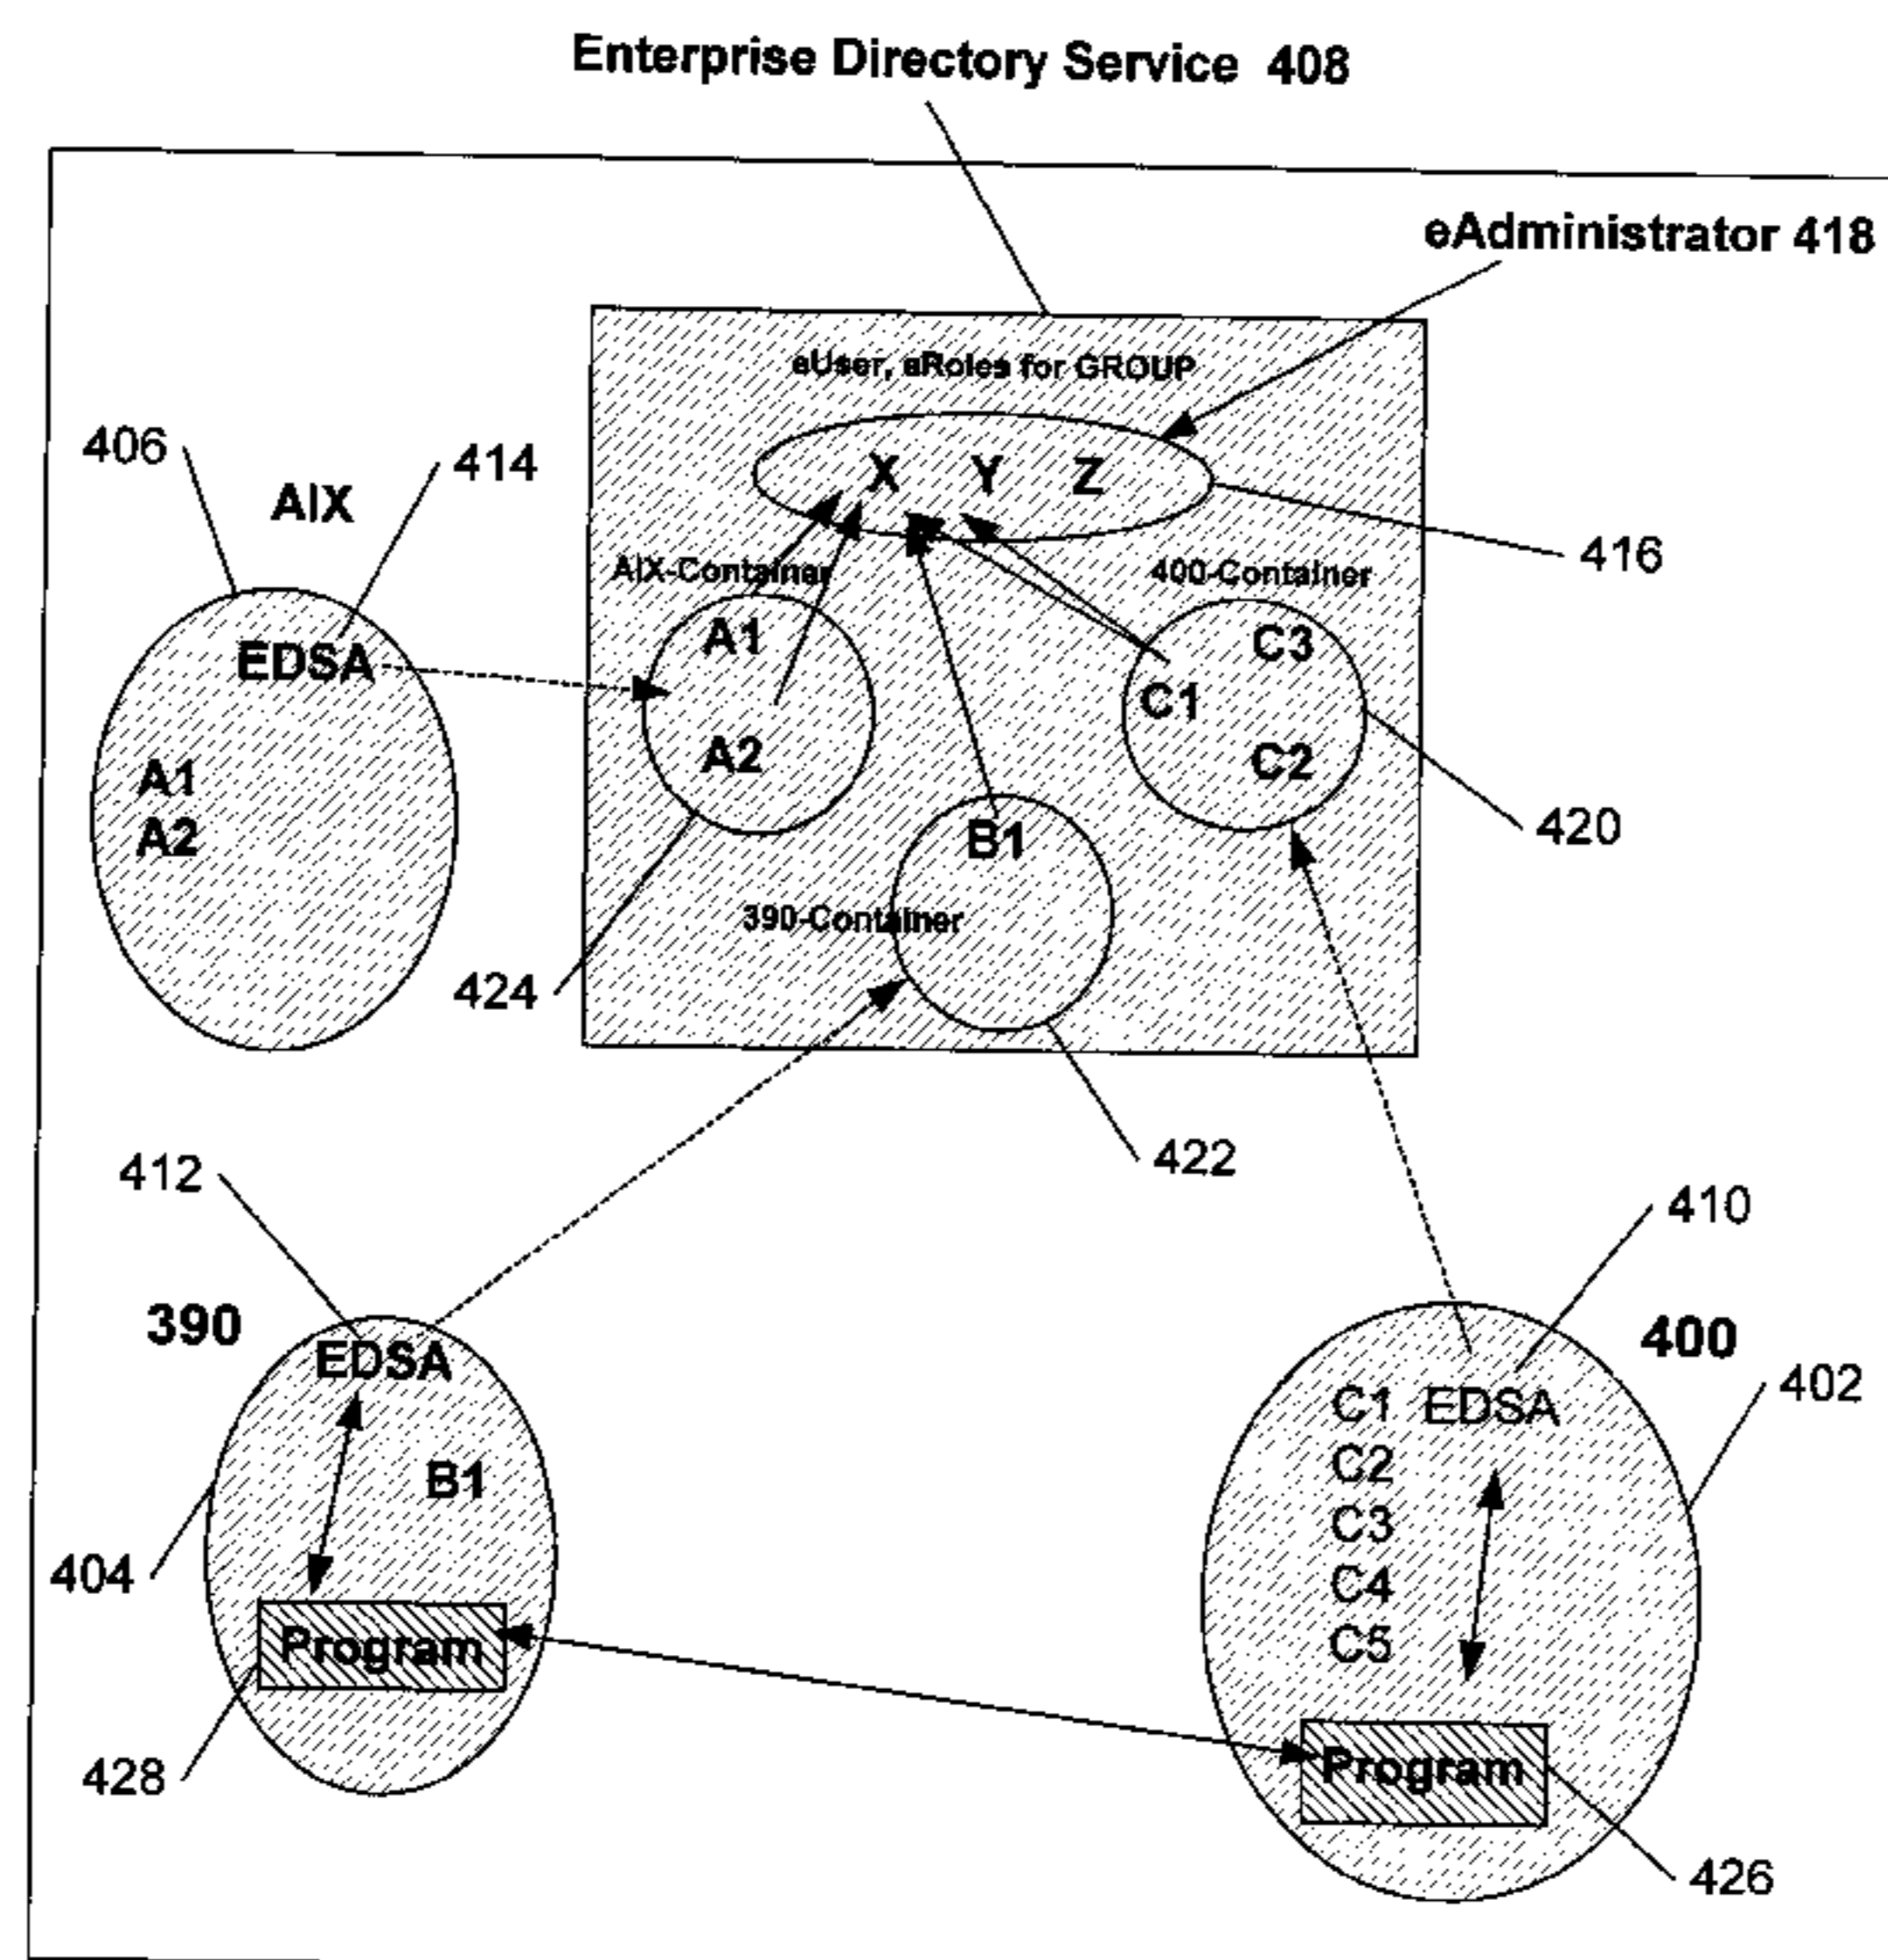 Enterprise Directory Service 408
eAdministrator 418
eUser, eRoles for GROUP
406
414
AIX
X Y Z
416
AIX-Container
400-Container
EDSA
A1
C3
C1
A1
A2
A2
C2
B1
420
390-Container
424
412
422
410
390
400
EDSA
402
C1 EDSA
B1
C2
C3
404
C4
Program
C5
428
Program
426